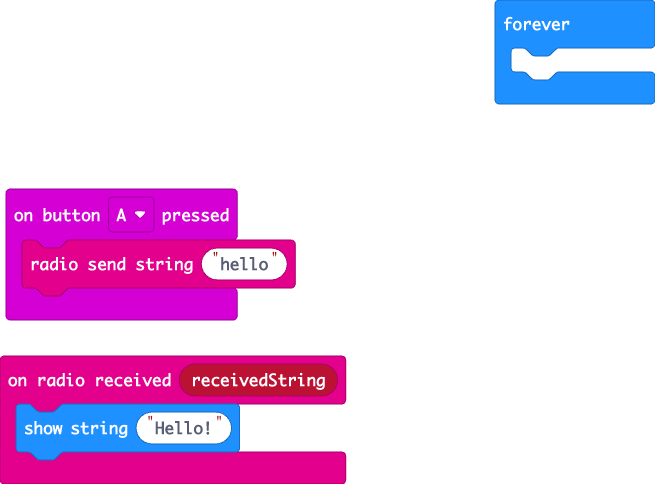 forever
on button A pressed
radio send string "hello"
on radio received receivedString
show string "Hello!"